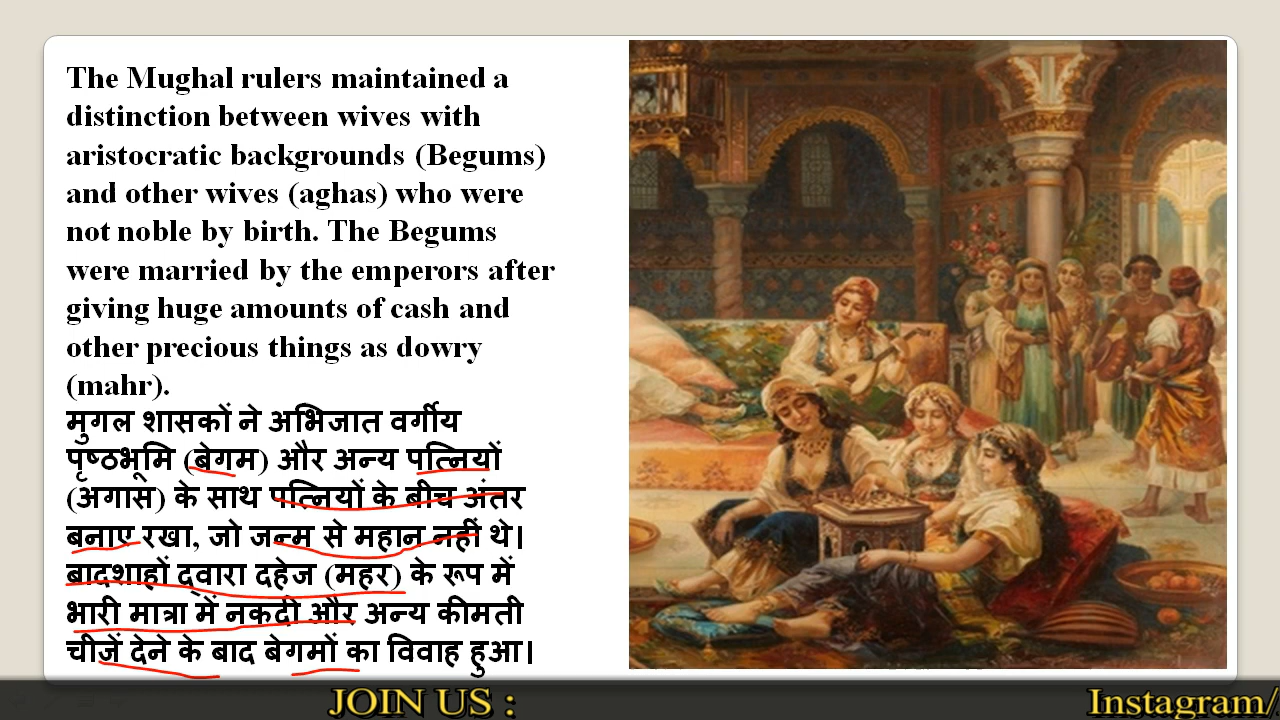 The Mughal rulers maintained a
distinction between wives with
aristocratic backgrounds (Begums)
and other wives (aghas) who were
not noble by birth. The Begums
were married by the emperors after
giving huge amounts of cash and
other precious things as dowry
(mahr).
मुगल शासकों ने अभिजात वर्गीय
पृष्ठभूमि (बेगम) और अन्य पत्नियों
(अगास) के साथ पत्नियों के बीच अंतर
बनाए रखा, जो जन्म से महान नहीं थे।
बादशाहों द्वारा दहेज (महर) के रूप में
भारी मात्रा में नकदी और अन्य कीमती
चीजें देने के बाद बेगमों का विवाह हुआ।
JOIN US : Instagram/